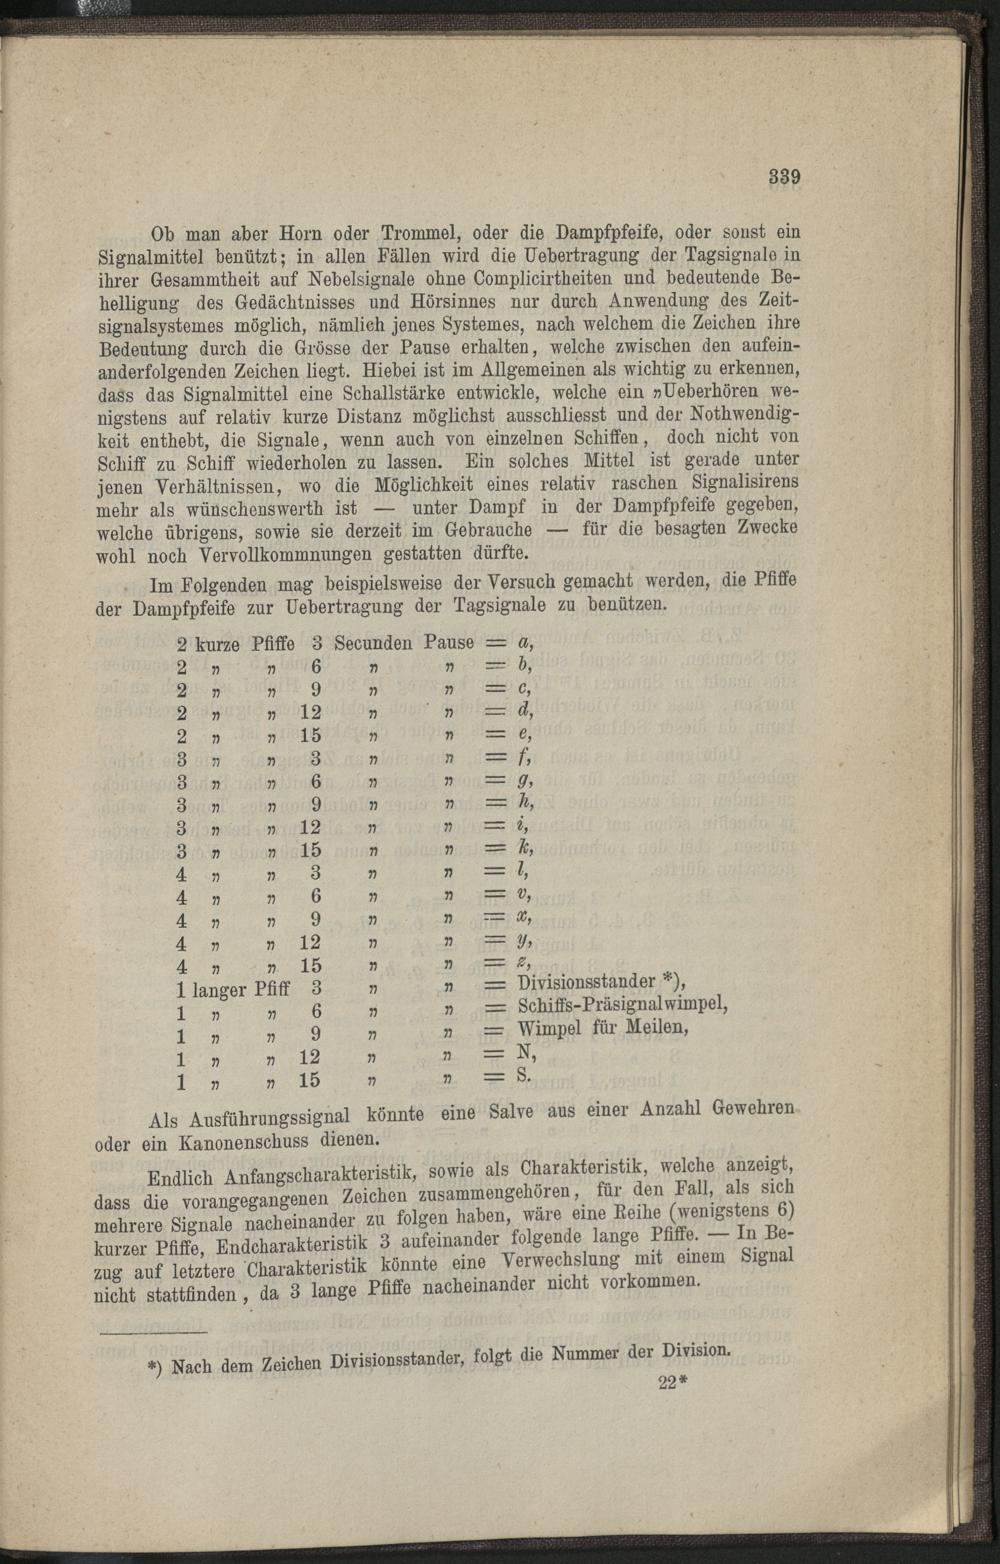 339
Ob man aber Horn oder Trommel, oder die Dampfpfeife, oder sonst ein
Signalmittel benützt; in allen Fällen wird die Uebertragung der Tagsignale in
ihrer Gesammtheit auf Nebelsignale ohne Complicirtheiten und bedeutende Be-
helligung des Gedächtnisses und Hörsinnes nur durch Anwendung des Zeit-
signalsystemes möglich, nämlich jenes Systemes, nach welchem die Zeichen ihre
Bedeutung durch die Grösse der Pause erhalten, welche zwischen den aufein-
anderfolgenden Zeichen liegt. Hiebei ist im Allgemeinen als wichtig zu erkennen,
dass das Signalmittel eine Schallstärke entwickle, welche ein „Ueberhören we-
nigstens auf relativ kurze Distanz möglichst ausschliesst und der Nothwendig-
keit enthebt, die Signale, wenn auch von einzelnen Schiffen, doch nicht von
Schiff zu Schiff wiederholen zu lassen. Ein solches Mittel ist gerade unter
jenen Verhältnissen, wo die Möglichkeit eines relativ raschen Signalisirens
mehr als wünschenswerth ist — unter Dampf in der Dampfpfeife gegeben,
welche übrigens, sowie sie derzeit im Gebrauche — für die besagten Zwecke
wohl noch Vervollkommnungen gestatten dürfte.
Im Folgenden mag beispielsweise der Versuch gemacht werden, die Pfiffe
der Dampfpfeife zur Uebertragung der Tagsignale zu benützen.
2 kurze Pfiffe 3 Secunden Pause = a,
2 „ „ 6 „ „ = b,
2 „ „ 9 „ „ = c,
2 „ „ 12 „ „ = d,
2 „ „ 15 „ „ = e,
3 „ „ 3 „ „ = f,
3 „ „ 6 „ „ = g,
3 „ „ 9 „ „ = h,
3 „ „ 12 „ „ = i,
3 „ „ 15 „ „ = k,
4 „ „ 3 „ „ = l,
4 „ „ 6 „ „ = v,
4 „ „ 9 „ „ = x,
4 „ „ 12 „ „ = y,
4 „ „ 15 „ „ = z,
1 langer Pfiff 3 „ „ = Divisionsstander *),
1 „ „ 6 „ „ = Schiffs-Präsignalwimpel,
1 „ „ 9 „ „ = Wimpel für Meilen,
1 „ „ 12 „ „ = N,
1 „ „ 15 „ „ = S.
Als Ausführungssignal könnte eine Salve aus einer Anzahl Gewehren
oder ein Kanonenschuss dienen.
Endlich Anfangscharakteristik, sowie als Charakteristik, welche anzeigt,
dass die vorangegangenen Zeichen zusammengehören, für den Fall, als sich
mehrere Signale nacheinander zu folgen haben, wäre eine Reihe (wenigstens 6)
kurzer Pfiffe, Endcharakteristik 3 aufeinander folgende lange Pfiffe. — In Be-
zug auf letztere Charakteristik könnte eine Verwechslung mit einem Signal
nicht stattfinden, da 3 lange Pfiffe nacheinander nicht vorkommen.
*) Nach dem Zeichen Divisionsstander, folgt die Nummer der Division.
22*